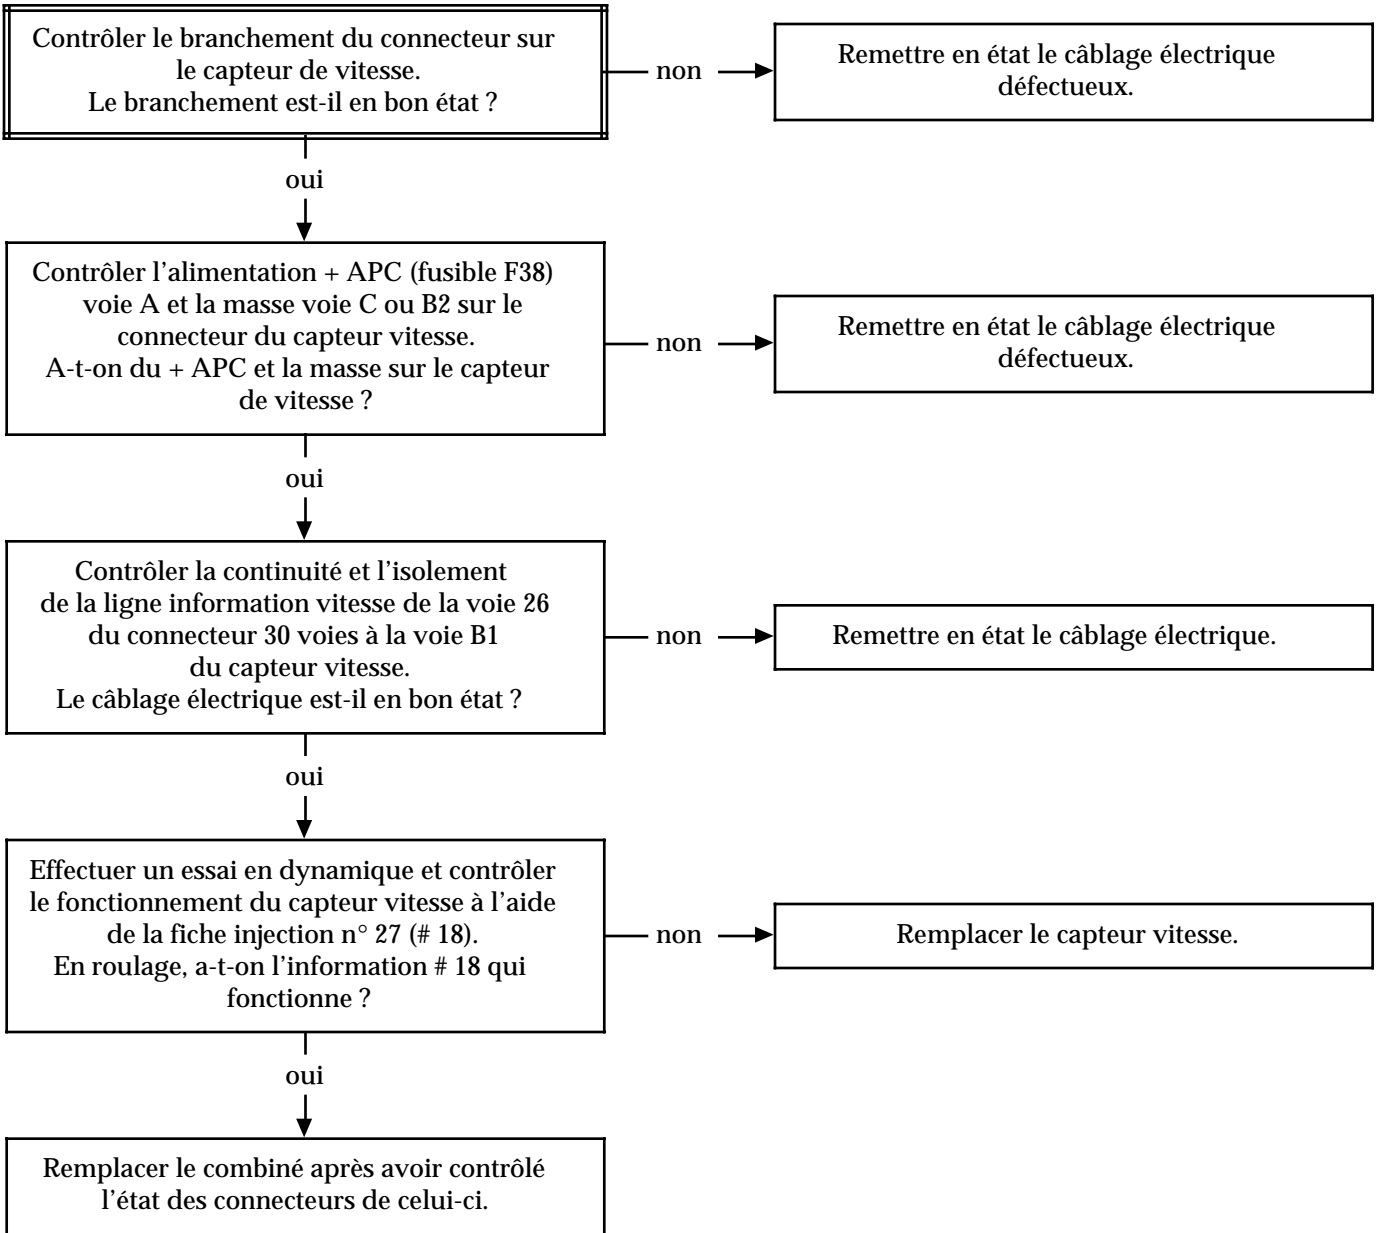 Contrôler le branchement du connecteur sur
le capteur de vitesse.
Le branchement est-il en bon état ?
non
Remettre en état le câblage électrique
défectueux.
oui
Contrôler l'alimentation + APC (fusible F38)
voie A et la masse voie C ou B2 sur le
connecteur du capteur vitesse.
A-t-on du + APC et la masse sur le capteur
de vitesse ?
non
Remettre en état le câblage électrique
défectueux.
oui
Contrôler la continuité et l'isolement
de la ligne information vitesse de la voie 26
du connecteur 30 voies à la voie B1
du capteur vitesse.
Le câblage électrique est-il en bon état ?
non
Remettre en état le câblage électrique.
oui
Effectuer un essai en dynamique et contrôler
le fonctionnement du capteur vitesse à l'aide
de la fiche injection n° 27 (# 18).
En roulage, a-t-on l'information # 18 qui
fonctionne ?
non
Remplacer le capteur vitesse.
oui
Remplacer le combiné après avoir contrôlé
l'état des connecteurs de celui-ci.